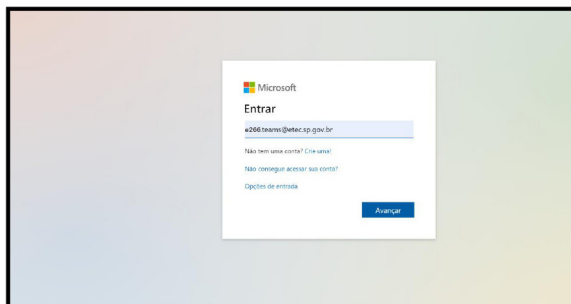 Microsoft
Entrar
e266.teams@etec.sp.gov.br
Não tem uma conta? Crie uma!
Não consegue acessar sua conta?
Opções de entrada
Avançar